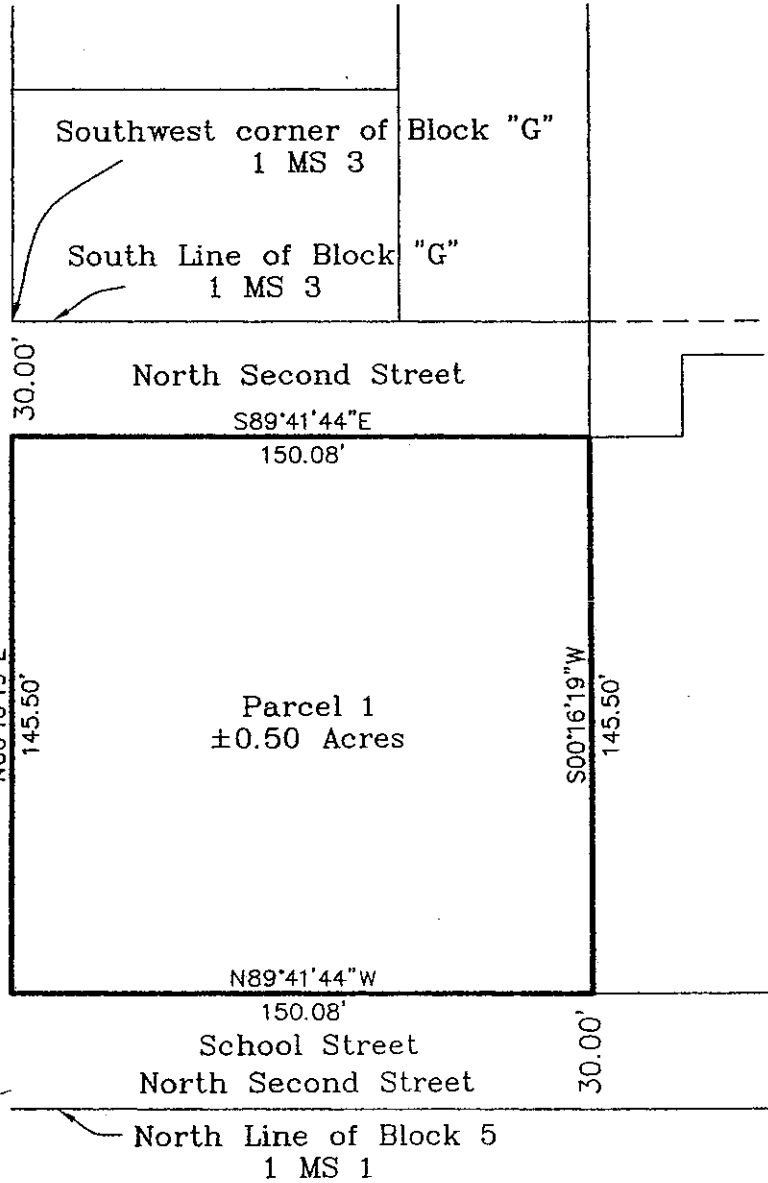 Southwest corner of Block "G"
1 MS 3
South Line of Block "G"
1 MS 3
30.00'
North Second Street
S89°41'44"E
150.08'
145.50'
Parcel 1
±0.50 Acres
S00°16'19"W
145.50'
N89°41'44"W
150.08'
School Street
North Second Street
30.00'
North Line of Block 5
1 MS 1